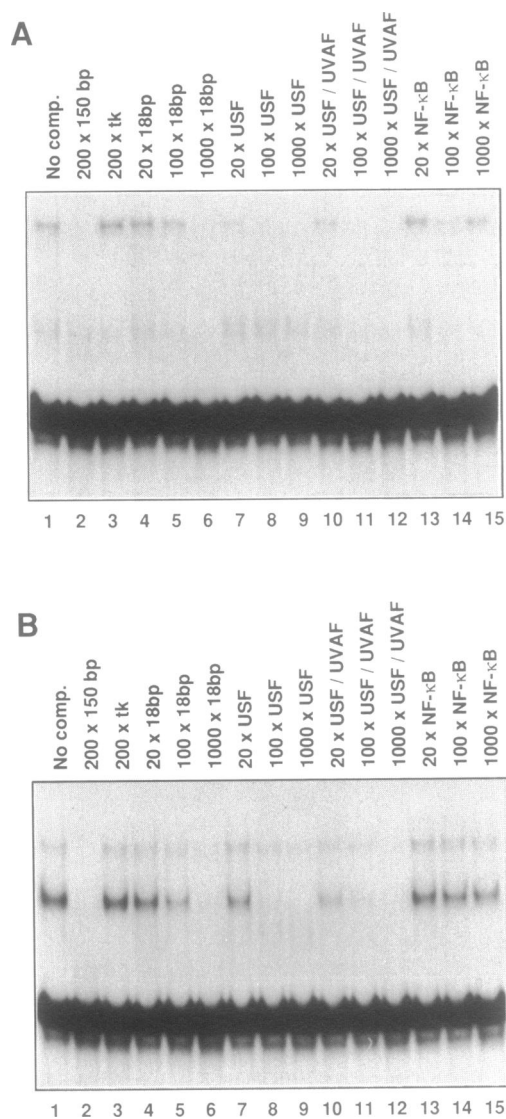 A
No comp.
200 x 150 bp
200 x tk
20 x 18bp
100 x 18bp
1000 x 18bp
20 x USF
100 x USF
1000 x USF
20 x USF / UVAF
100 x USF / UVAF
1000 x USF / UVAF
20 x NF-κB
100 x NF-κB
1000 x NF-κB
1 2 3 4 5 6 7 8 9 10 11 12 13 14 15
B
No comp.
200 x 150 bp
200 x tk
20 x 18bp
100 x 18bp
1000 x 18bp
20 x USF
100 x USF
1000 x USF
20 x USF / UVAF
100 x USF / UVAF
1000 x USF / UVAF
20 x NF-κB
100 x NF-κB
1000 x NF-κB
1 2 3 4 5 6 7 8 9 10 11 12 13 14 15